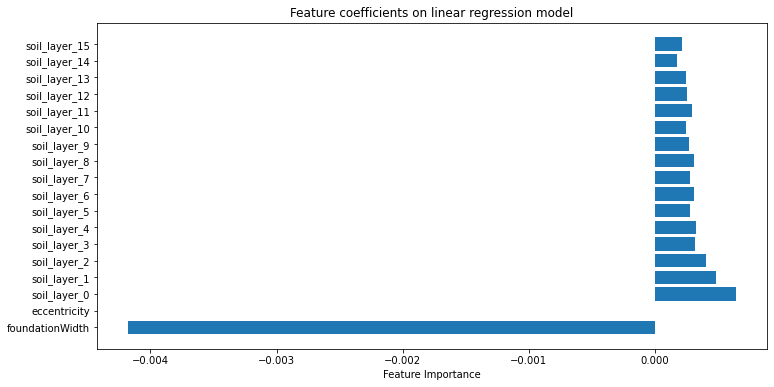 Feature coefficients on linear regression model
soil_layer_15
soil_layer_14
soil_layer_13
soil_layer_12
soil_layer_11
soil_layer_10
soil_layer_9
soil_layer_8
soil_layer_7
soil_layer_6
soil_layer_5
soil_layer_4
soil_layer_3
soil_layer_2
soil_layer_1
soil_layer_0
eccentricity
foundationWidth
−0.004 −0.003 −0.002 −0.001 0.000
Feature Importance